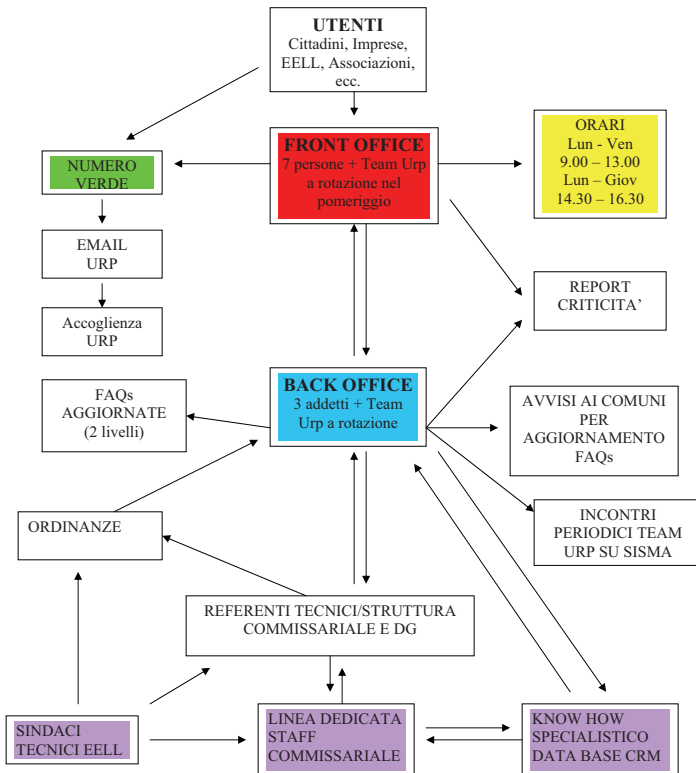 UTENTI
Cittadini, Imprese,
EELL, Associazioni,
ecc.
FRONT OFFICE
7 persone + Team Urp
a rotazione nel
pomeriggio
ORARI
Lun - Ven
9.00 – 13.00
Lun – Giov
14.30 – 16.30
NUMERO
VERDE
EMAIL
URP
Accoglienza
URP
REPORT
CRITICITA’
BACK OFFICE
3 addetti + Team
Urp a rotazione
FAQs
AGGIORNATE
(2 livelli)
AVVISI AI COMUNI
PER
AGGIORNAMENTO
FAQs
ORDINANZE
INCONTRI
PERIODICI TEAM
URP SU SISMA
REFERENTI TECNICI/STRUTTURA
COMMISSARIALE E DG
SINDACI
TECNICI EELL
LINEA DEDICATA
STAFF
COMMISSARIALE
KNOW HOW
SPECIALISTICO
DATA BASE CRM